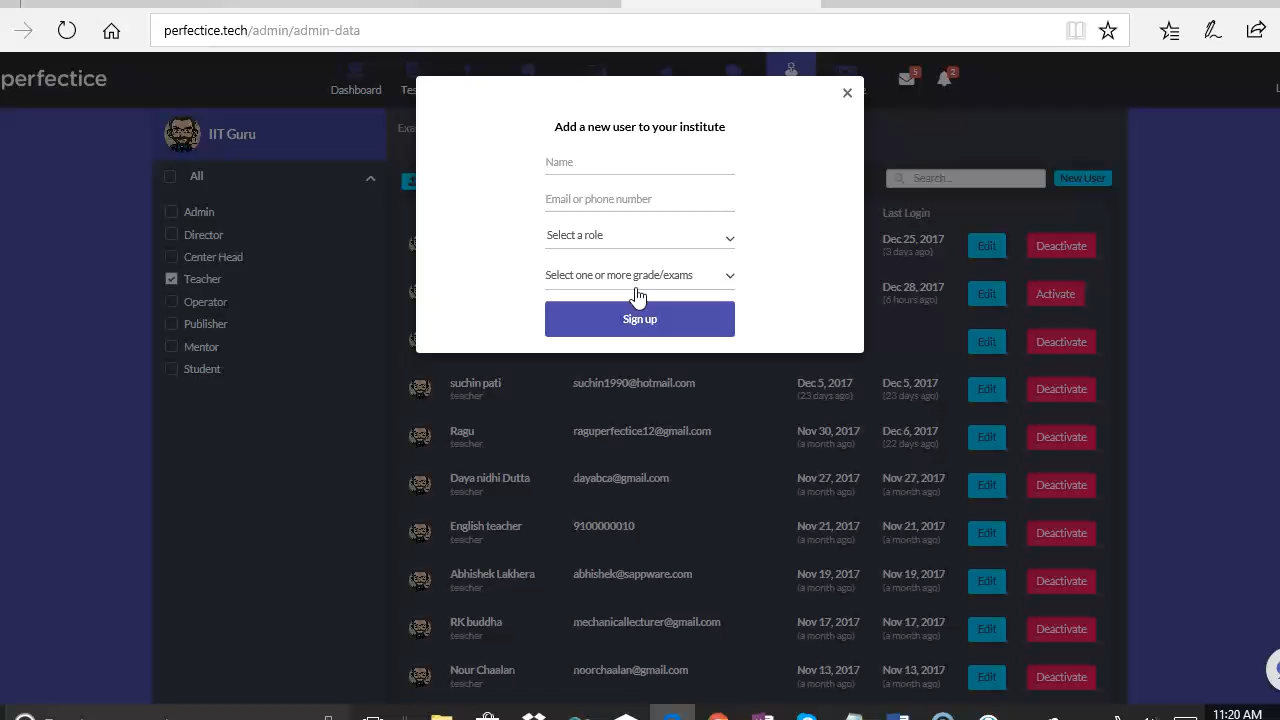 perfectice.tech/admin/admin-data
perfectice
Dashboard
5
2
IIT Guru
All
Admin
Director
Center Head
Teacher
Operator
Publisher
Mentor
Student
Add a new user to your institute
Name
Email or phone number
Select a role
Select one or more grade/exams
Sign up
Search...
New User
Last Login
Dec 25, 2017
(3 days ago)
Edit
Deactivate
Dec 28, 2017
(6 hours ago)
Edit
Activate
Edit
Deactivate
suchin pati
teacher
suchin1990@hotmail.com
Dec 5, 2017
(23 days ago)
Dec 5, 2017
(23 days ago)
Edit
Deactivate
Ragu
teacher
raguperfectice12@gmail.com
Nov 30, 2017
(a month ago)
Dec 6, 2017
(22 days ago)
Edit
Deactivate
Daya nidhi Dutta
teacher
dayabca@gmail.com
Nov 27, 2017
(a month ago)
Nov 27, 2017
(a month ago)
Edit
Deactivate
English teacher
teacher
9100000010
Nov 21, 2017
(a month ago)
Nov 21, 2017
(a month ago)
Edit
Deactivate
Abhishek Lakhera
teacher
abhishek@sappware.com
Nov 19, 2017
(a month ago)
Nov 19, 2017
(a month ago)
Edit
Deactivate
RK buddha
teacher
mechanicallecturer@gmail.com
Nov 17, 2017
(a month ago)
Nov 17, 2017
(a month ago)
Edit
Deactivate
Nour Chaalan
teacher
noorchaalan@gmail.com
Nov 13, 2017
(a month ago)
Nov 13, 2017
(a month ago)
Edit
Deactivate
11:20 AM